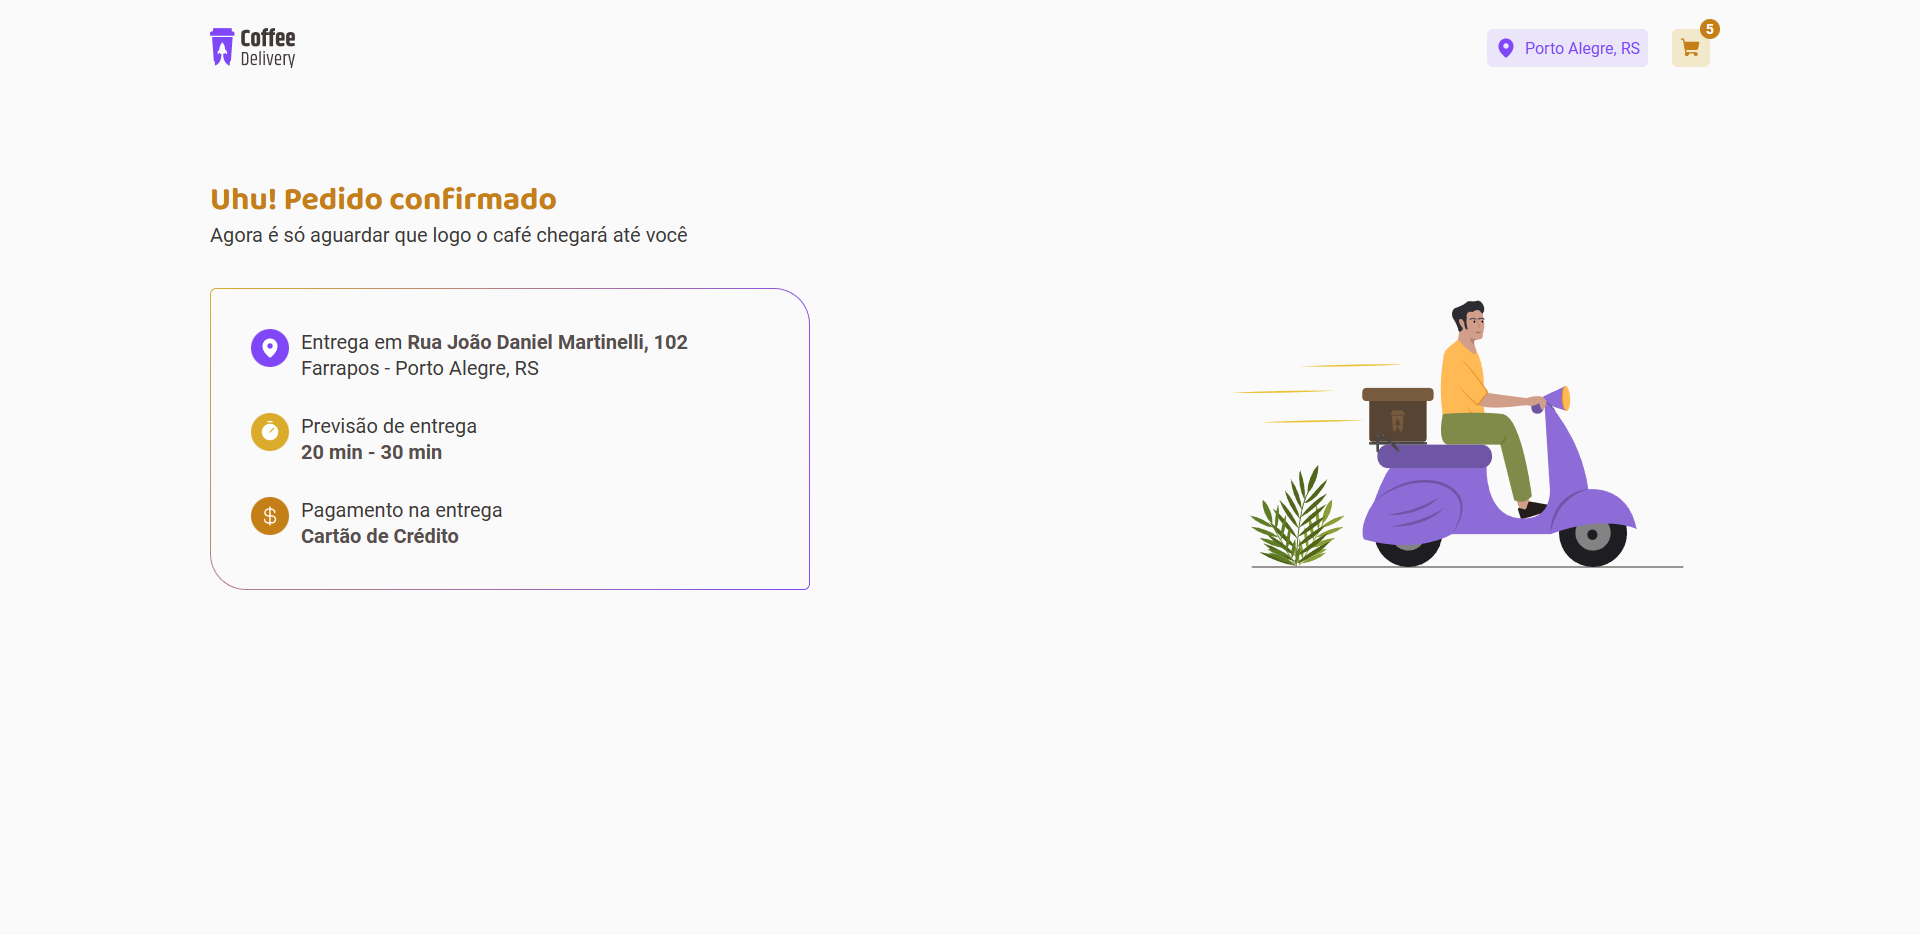 Coffee
Delivery
Porto Alegre, RS
5
Uhu! Pedido confirmado
Agora é só aguardar que logo o café chegará até você
Entrega em Rua João Daniel Martinelli, 102
Farrapos - Porto Alegre, RS
Previsão de entrega
20 min - 30 min
Pagamento na entrega
Cartão de Crédito